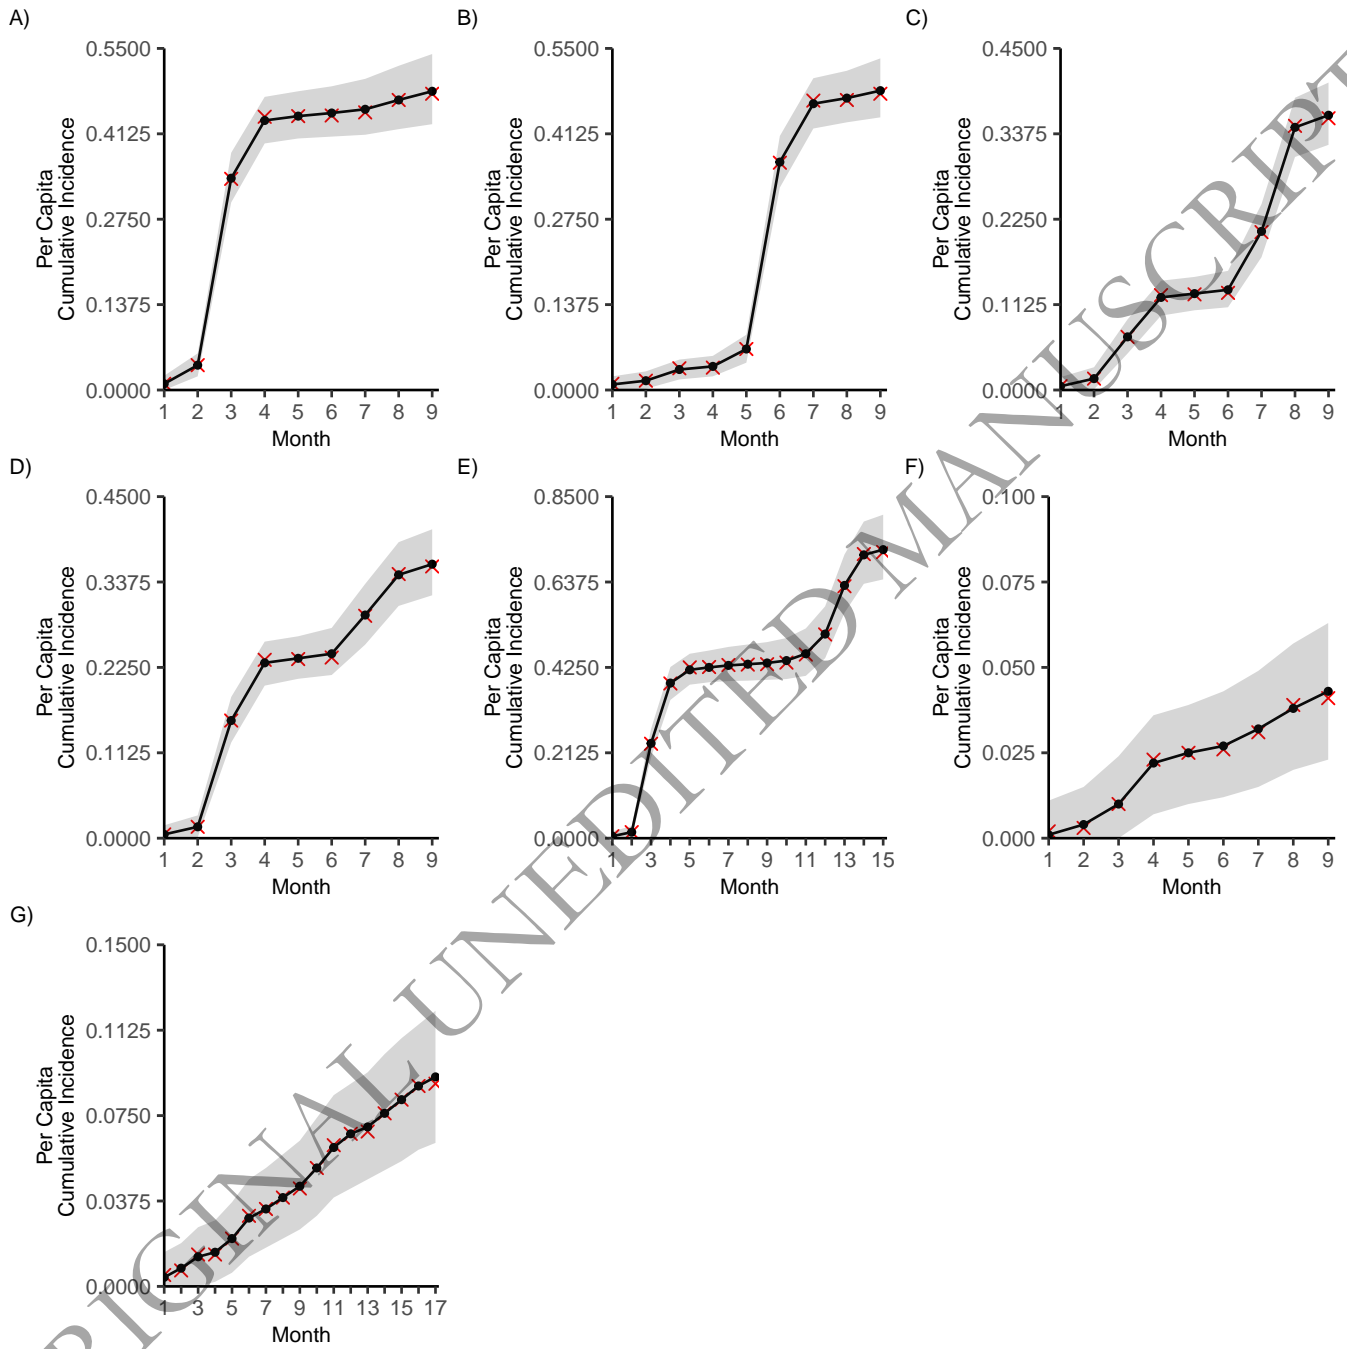 A)
0.5500
0.4125
0.2750
0.1375
0.0000
Per Capita
Cumulative Incidence
1 2 3 4 5 6 7 8 9
Month
B)
0.5500
0.4125
0.2750
0.1375
0.0000
Per Capita
Cumulative Incidence
1 2 3 4 5 6 7 8 9
Month
C)
0.4500
0.3375
0.2250
0.1125
0.0000
Per Capita
Cumulative Incidence
1 2 3 4 5 6 7 8 9
Month
D)
0.4500
0.3375
0.2250
0.1125
0.0000
Per Capita
Cumulative Incidence
1 2 3 4 5 6 7 8 9
Month
E)
0.8500
0.6375
0.4250
0.2125
0.0000
Per Capita
Cumulative Incidence
1 3 5 7 9 11 13 15
Month
F)
0.100
0.075
0.050
0.025
0.000
Per Capita
Cumulative Incidence
1 2 3 4 5 6 7 8 9
Month
G)
0.1500
0.1125
0.0750
0.0375
0.0000
Per Capita
Cumulative Incidence
1 3 5 7 9 11 13 15 17
Month
RIGINAL UNEDITED MANUSCRIPT